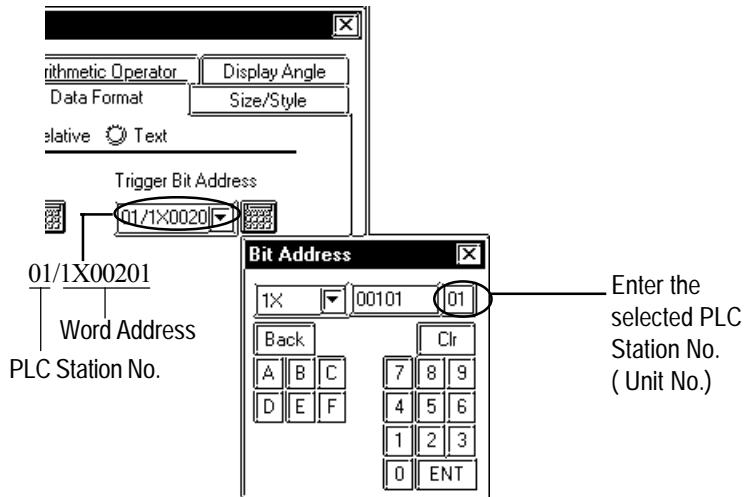 rithmetic Operator Display Angle
Data Format Size/Style
elative Text
Trigger Bit Address
01/1X0020
Bit Address
01/1X00201
1X 00101 01
Word Address
PLC Station No.
Enter the
selected PLC
Station No.
( Unit No.)
Back Clr
A B C 7 8 9
D E F 4 5 6
1 2 3
0 ENT